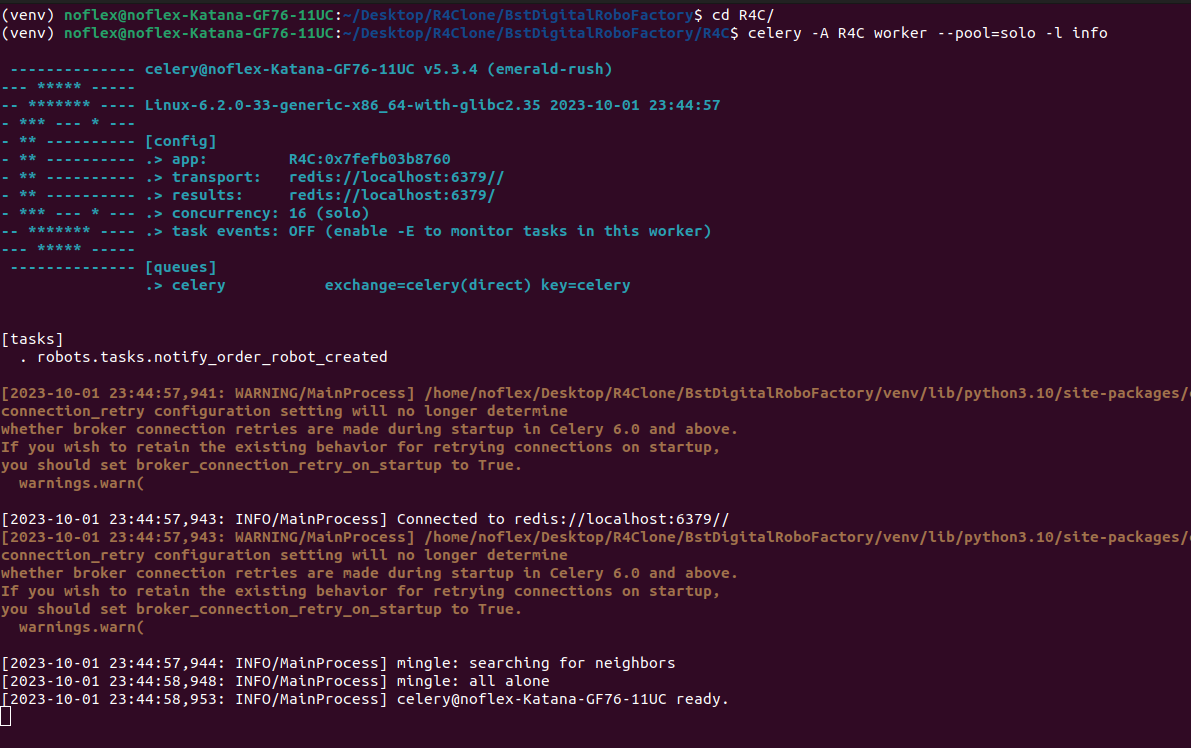 (venv) noflex@noflex-Katana-GF76-11UC:~/Desktop/R4Clone/BstDigitalRoboFactory$ cd R4C/
(venv) noflex@noflex-Katana-GF76-11UC:~/Desktop/R4Clone/BstDigitalRoboFactory/R4C$ celery -A R4C worker --pool=solo -l info
 -------------- celery@noflex-Katana-GF76-11UC v5.3.4 (emerald-rush)
--- ***** -----
-- ******* ---- Linux-6.2.0-33-generic-x86_64-with-glibc2.35 2023-10-01 23:44:57
- *** --- * ---
- ** ---------- [config]
- ** ---------- .> app:         R4C:0x7fefb03b8760
- ** ---------- .> transport:   redis://localhost:6379//
- ** ---------- .> results:     redis://localhost:6379/
- *** --- * --- .> concurrency: 16 (solo)
-- ******* ---- .> task events: OFF (enable -E to monitor tasks in this worker)
--- ***** -----
 -------------- [queues]
                .> celery           exchange=celery(direct) key=celery
[tasks]
  . robots.tasks.notify_order_robot_created
[2023-10-01 23:44:57,941: WARNING/MainProcess] /home/noflex/Desktop/R4Clone/BstDigitalRoboFactory/venv/lib/python3.10/site-packages/
connection_retry configuration setting will no longer determine
whether broker connection retries are made during startup in Celery 6.0 and above.
If you wish to retain the existing behavior for retrying connections on startup,
you should set broker_connection_retry_on_startup to True.
  warnings.warn(
[2023-10-01 23:44:57,943: INFO/MainProcess] Connected to redis://localhost:6379//
[2023-10-01 23:44:57,943: WARNING/MainProcess] /home/noflex/Desktop/R4Clone/BstDigitalRoboFactory/venv/lib/python3.10/site-packages/
connection_retry configuration setting will no longer determine
whether broker connection retries are made during startup in Celery 6.0 and above.
If you wish to retain the existing behavior for retrying connections on startup,
you should set broker_connection_retry_on_startup to True.
  warnings.warn(
[2023-10-01 23:44:57,944: INFO/MainProcess] mingle: searching for neighbors
[2023-10-01 23:44:58,948: INFO/MainProcess] mingle: all alone
[2023-10-01 23:44:58,953: INFO/MainProcess] celery@noflex-Katana-GF76-11UC ready.